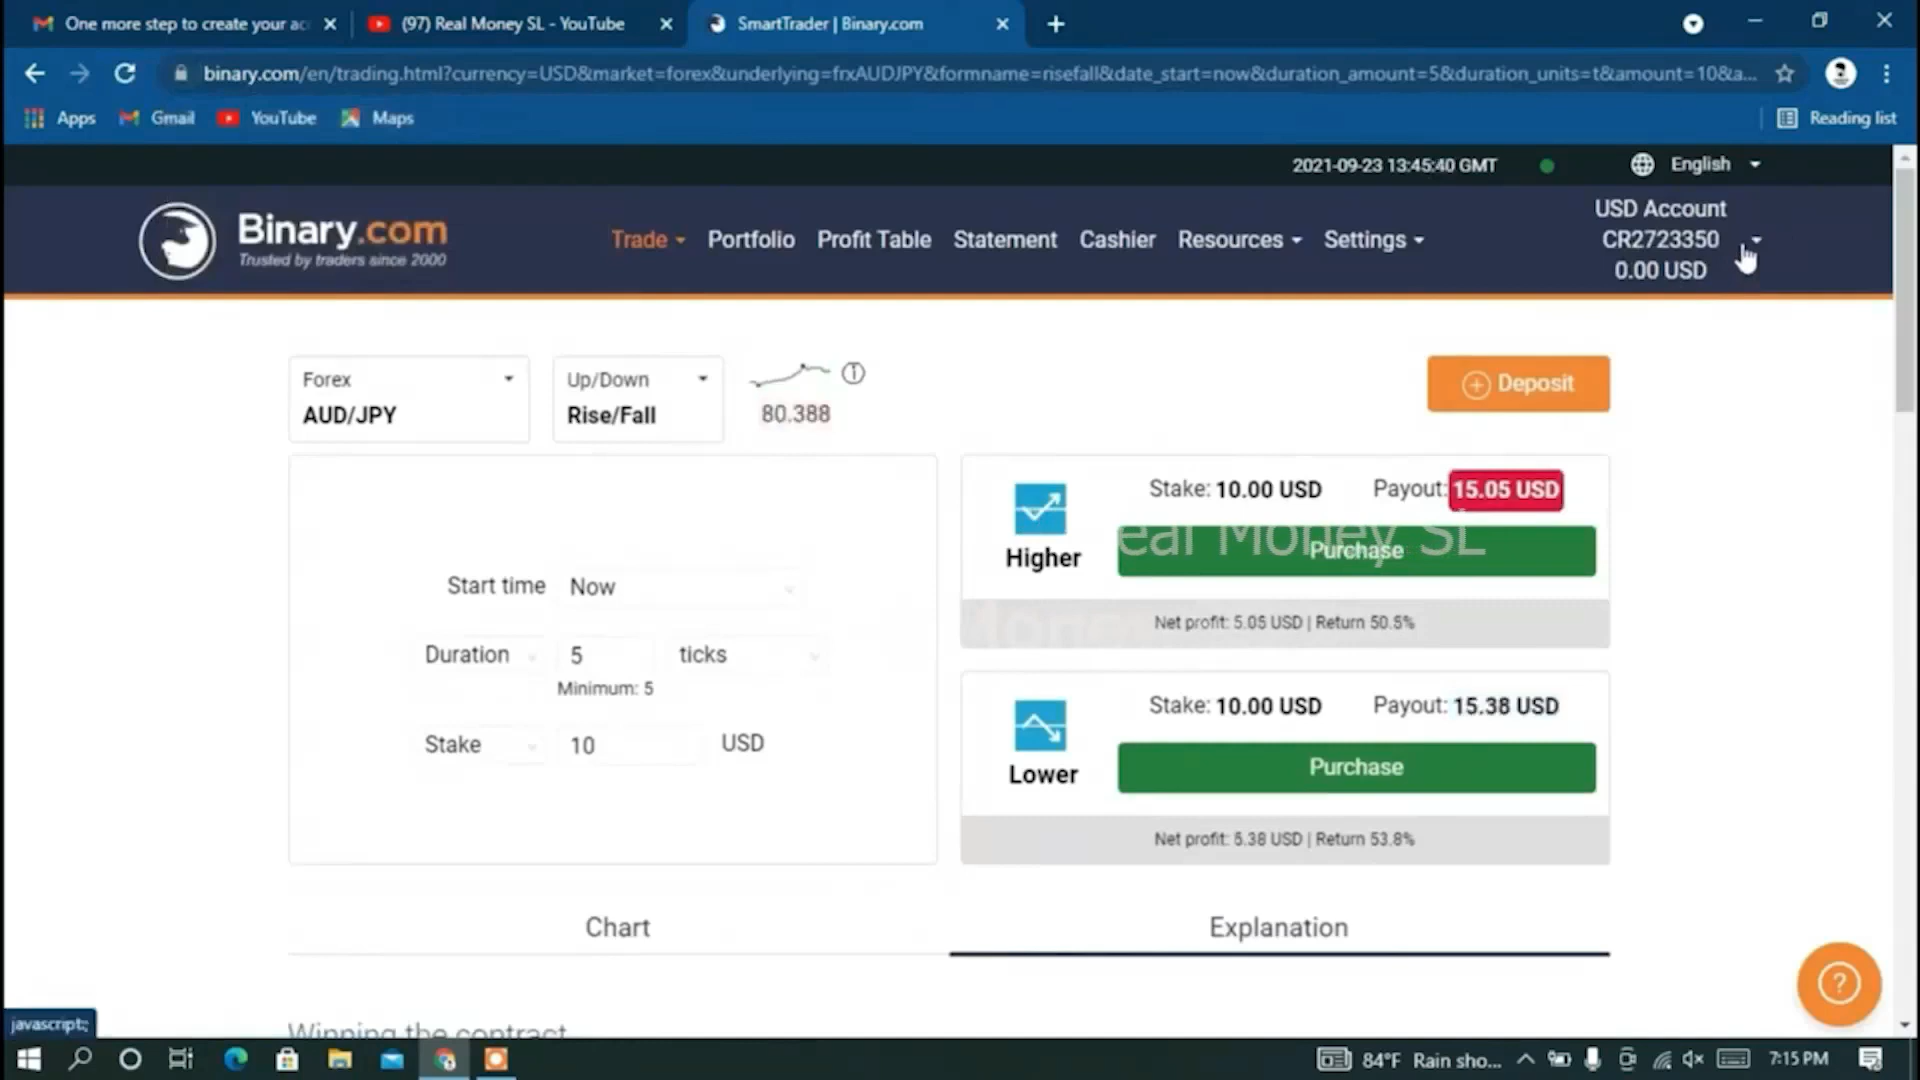 One more step to create your ac
(97) Real Money SL - YouTube
SmartTrader | Binary.com
binary.com/en/trading.html?currency=USD&market=forex&underlying=frxAUDJPY&formname=risefall&date_start=now&duration_amount=5&duration_units=t&amount=10&a...
Apps
Gmail
YouTube
Maps
Reading list
2021-09-23 13:45:40 GMT
English
Binary.com
Trusted by traders since 2000
Trade
Portfolio
Profit Table
Statement
Cashier
Resources
Settings
USD Account
CR2723350
0.00 USD
Forex
AUD/JPY
Up/Down
Rise/Fall
80.388
Deposit
Start time Now
Duration 5 ticks
Minimum: 5
Stake 10 USD
Higher
Stake: 10.00 USD Payout: 15.05 USD
Purchase
eal Money SL
Net profit: 5.05 USD | Return 50.5%
Lower
Stake: 10.00 USD Payout: 15.38 USD
Purchase
Net profit: 5.38 USD | Return 53.8%
Chart
Explanation
Winning the contract
javascript:;
84°F Rain sho...
7:15 PM